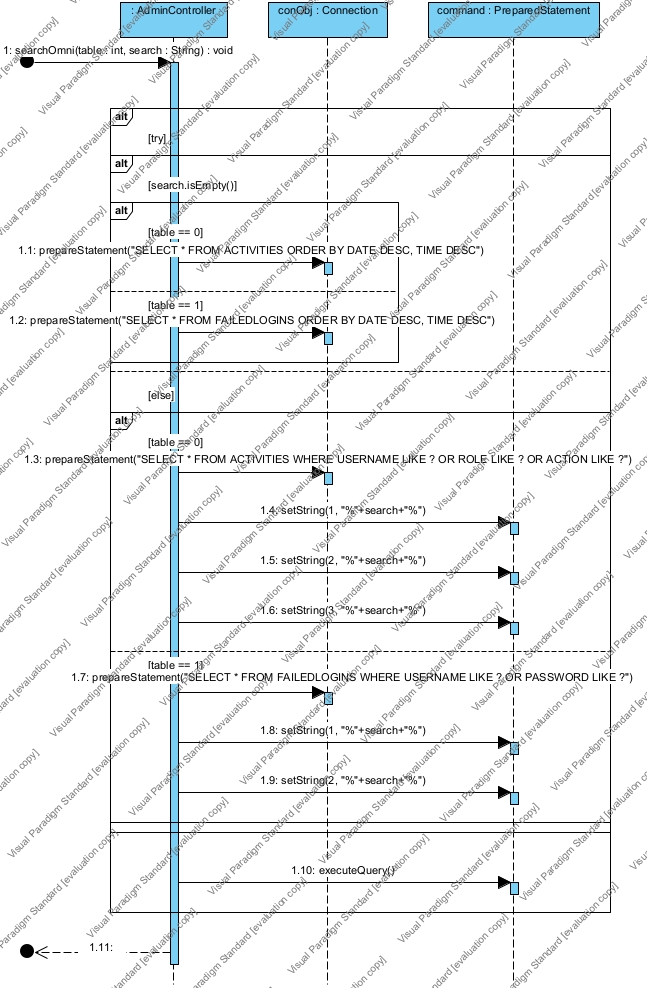 : AdminController
conObj : Connection
command : PreparedStatement
1: searchOmni(table : int, search : String) : void
alt
[try]
alt
[search.isEmpty()]
alt
[table == 0]
1.1: prepareStatement("SELECT * FROM ACTIVITIES ORDER BY DATE DESC, TIME DESC")
[table == 1]
1.2: prepareStatement("SELECT * FROM FAILEDLOGINS ORDER BY DATE DESC, TIME DESC")
[else]
alt
[table == 0]
1.3: prepareStatement("SELECT * FROM ACTIVITIES WHERE USERNAME LIKE ? OR ROLE LIKE ? OR ACTION LIKE ?")
1.4: setString(1, "%"+search+"%")
1.5: setString(2, "%"+search+"%")
1.6: setString(3, "%"+search+"%")
[table == 1]
1.7: prepareStatement("SELECT * FROM FAILEDLOGINS WHERE USERNAME LIKE ? OR PASSWORD LIKE ?")
1.8: setString(1, "%"+search+"%")
1.9: setString(2, "%"+search+"%")
1.10: executeQuery()
1.11:
Visual Paradigm Standard [evaluation copy]